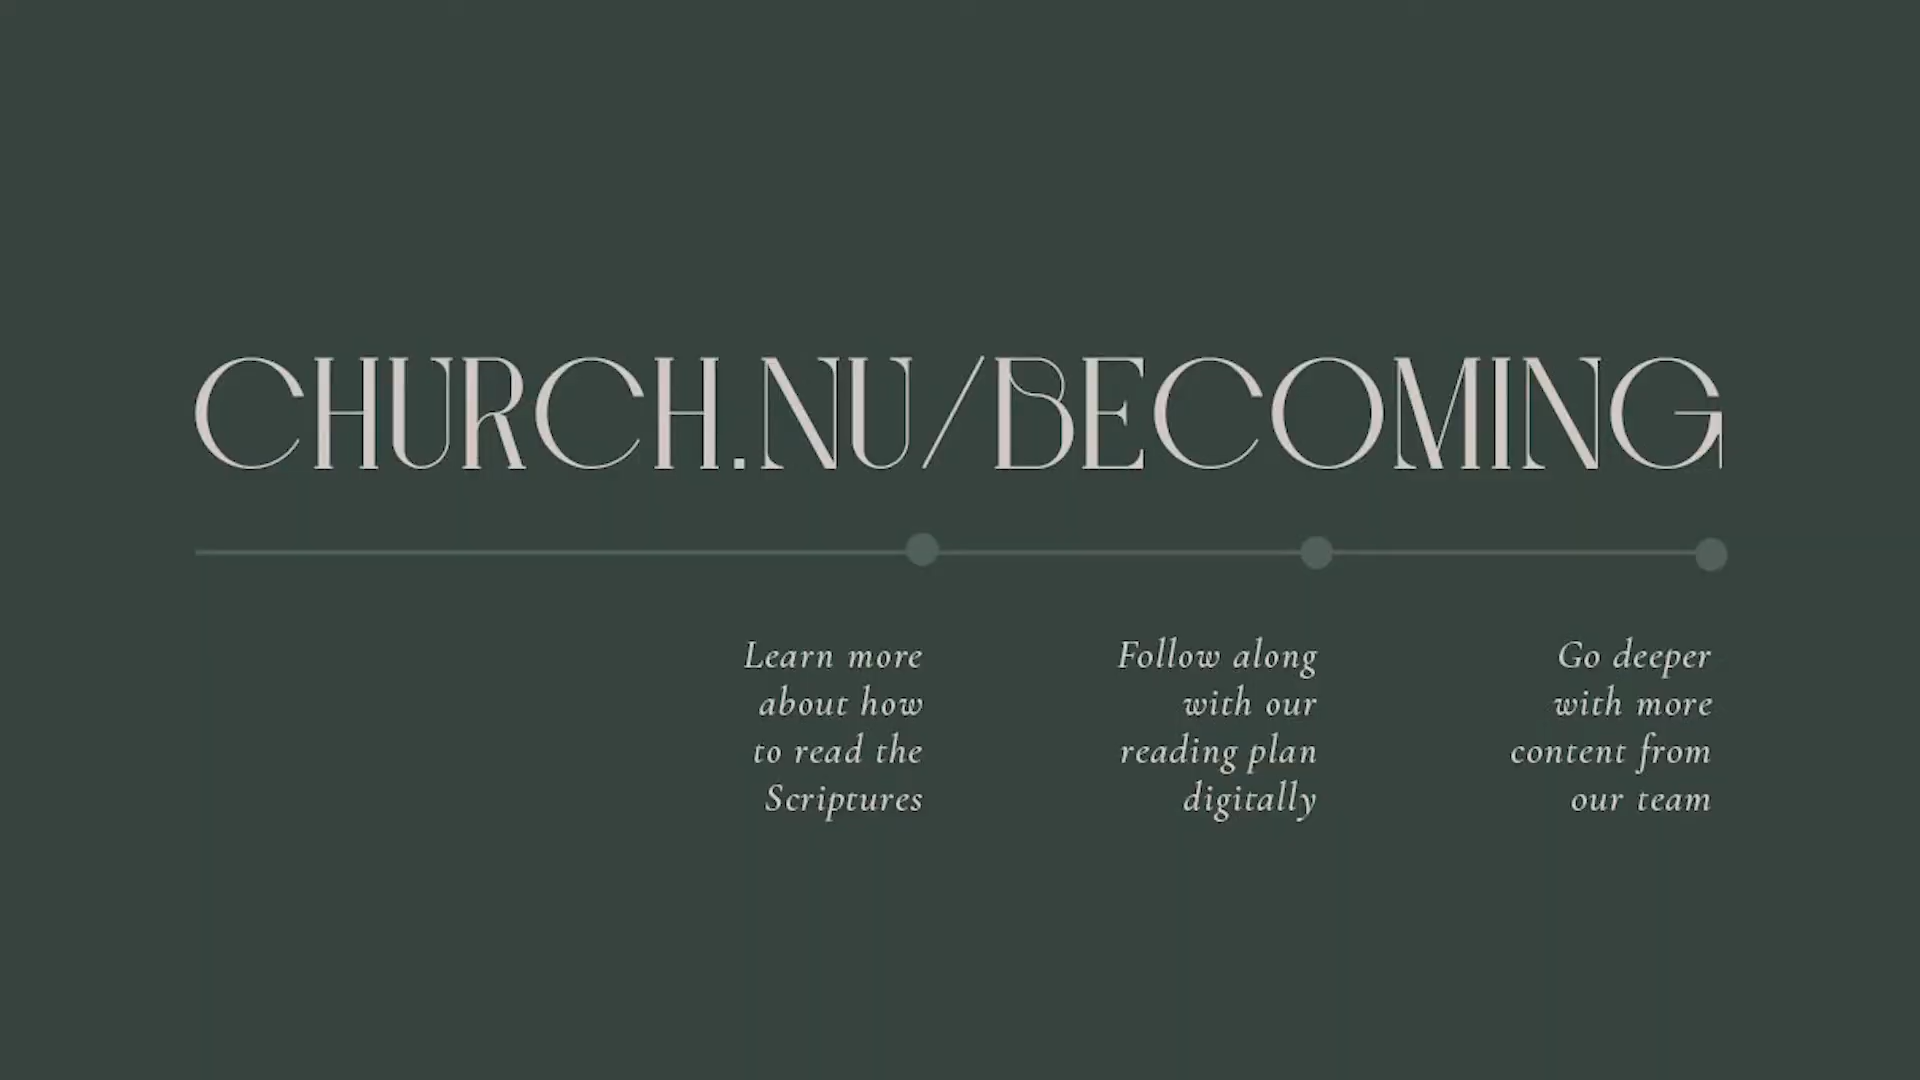 CHURCH.NU/BECOMING
Learn more
about how
to read the
Scriptures
Follow along
with our
reading plan
digitally
Go deeper
with more
content from
our team